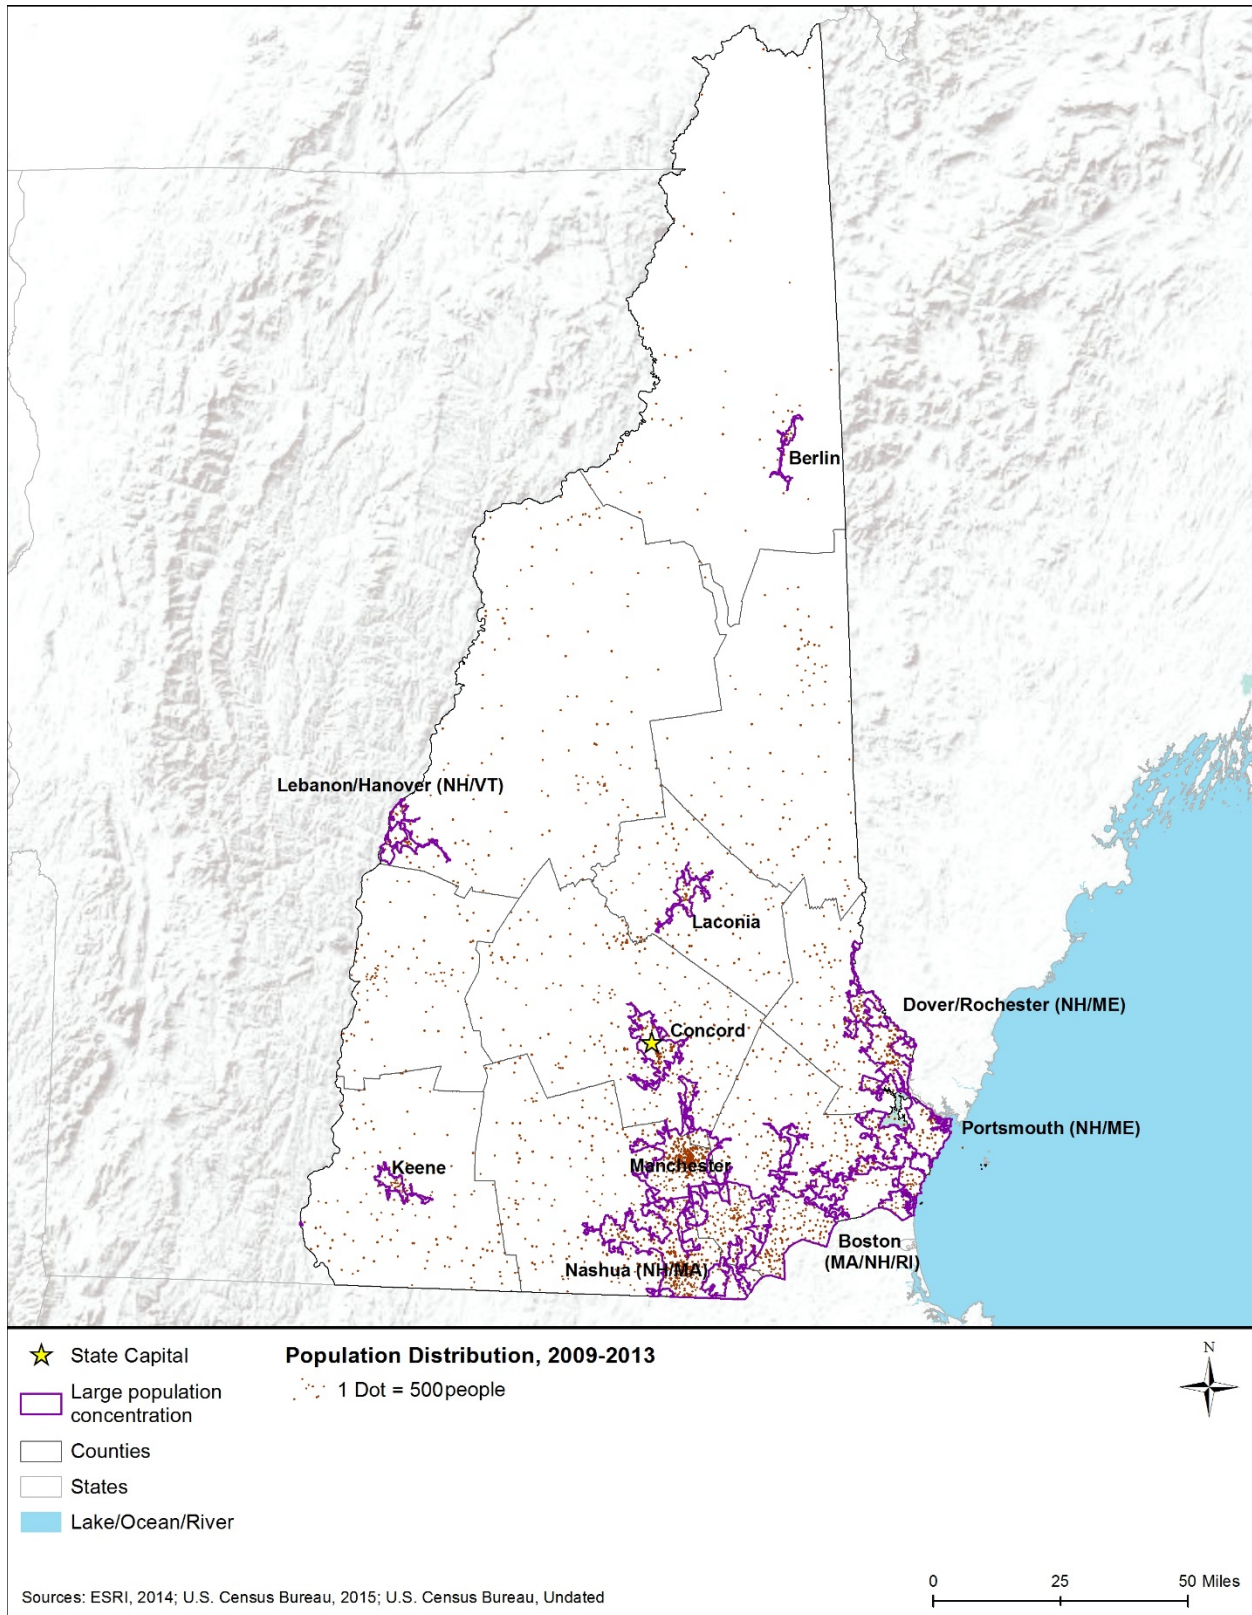 Berlin
Lebanon/Hanover (NH/VT)
Laconia
Dover/Rochester (NH/ME)
Concord
Portsmouth (NH/ME)
Manchester
Keene
Boston
(MA/NH/RI)
Nashua (NH/MA)
State Capital
Large population
concentration
Counties
States
Lake/Ocean/River
Population Distribution, 2009-2013
1 Dot = 500people
N
Sources: ESRI, 2014; U.S. Census Bureau, 2015; U.S. Census Bureau, Undated
0 25 50 Miles